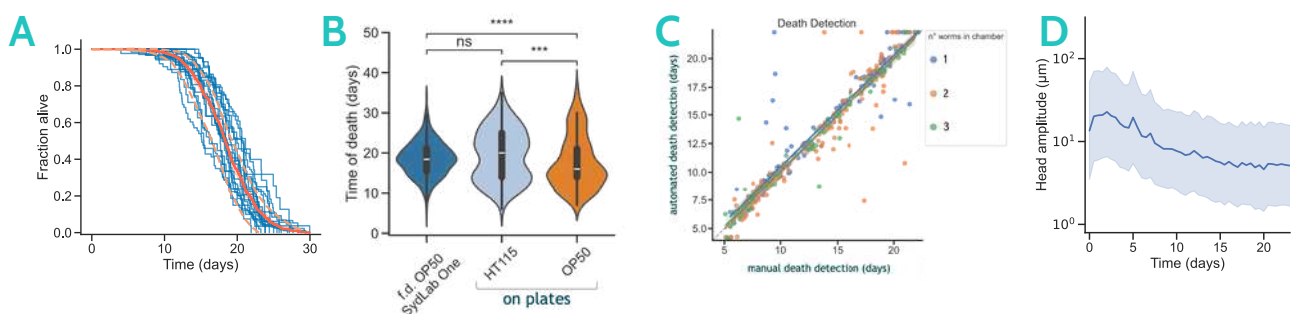 A
1.0
0.8
0.6
0.4
0.2
0.0
Fraction alive
0
10
20
30
Time (days)
B
50
40
30
20
10
0
Time of death (days)
****
ns
***
f.d. OP50
SydLab One
HT115
OP50
on plates
C
Death Detection
22.5
20.0
17.5
15.0
12.5
10.0
7.5
5.0
automated death detection (days)
5
10
15
20
manual death detection (days)
n° worms in chamber
1
2
3
D
10²
10¹
10⁰
Head amplitude (μm)
0
5
10
15
20
Time (days)